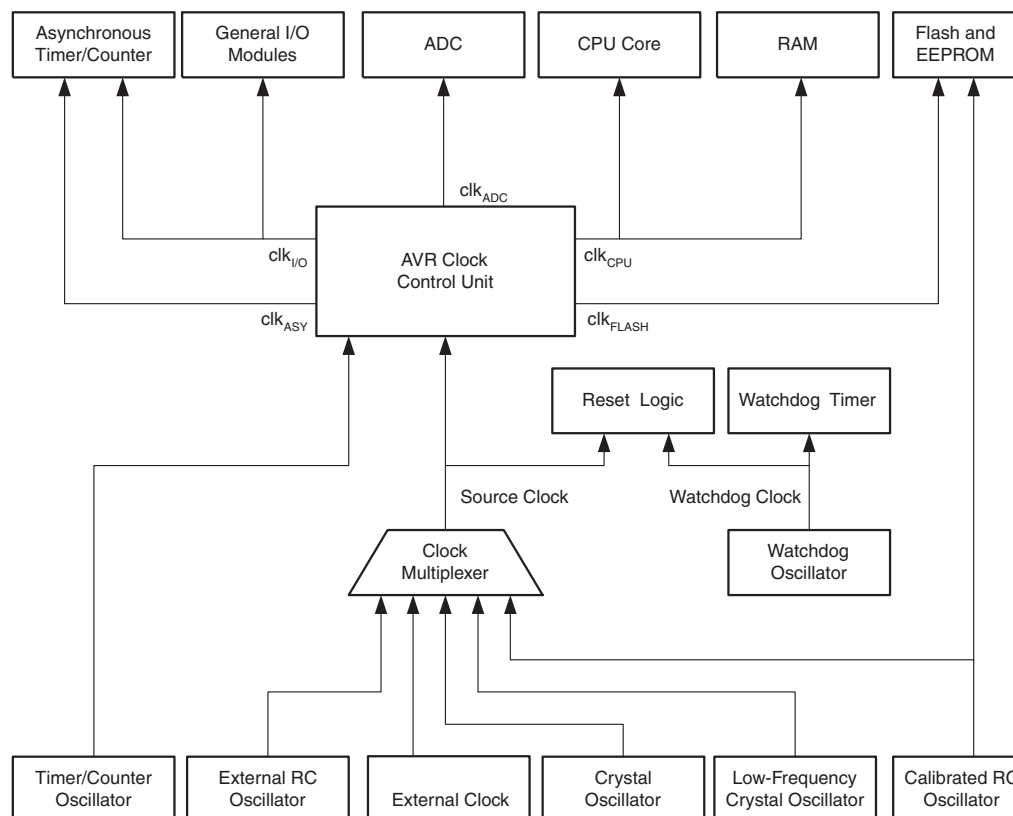 Asynchronous
Timer/Counter
General I/O
Modules
ADC
CPU Core
RAM
Flash and
EEPROM
clkADC
clkI/O
AVR Clock
Control Unit
clkCPU
clkASY
clkFLASH
Reset Logic
Watchdog Timer
Source Clock
Watchdog Clock
Clock
Multiplexer
Watchdog
Oscillator
Timer/Counter
Oscillator
External RC
Oscillator
External Clock
Crystal
Oscillator
Low-Frequency
Crystal Oscillator
Calibrated RC
Oscillator